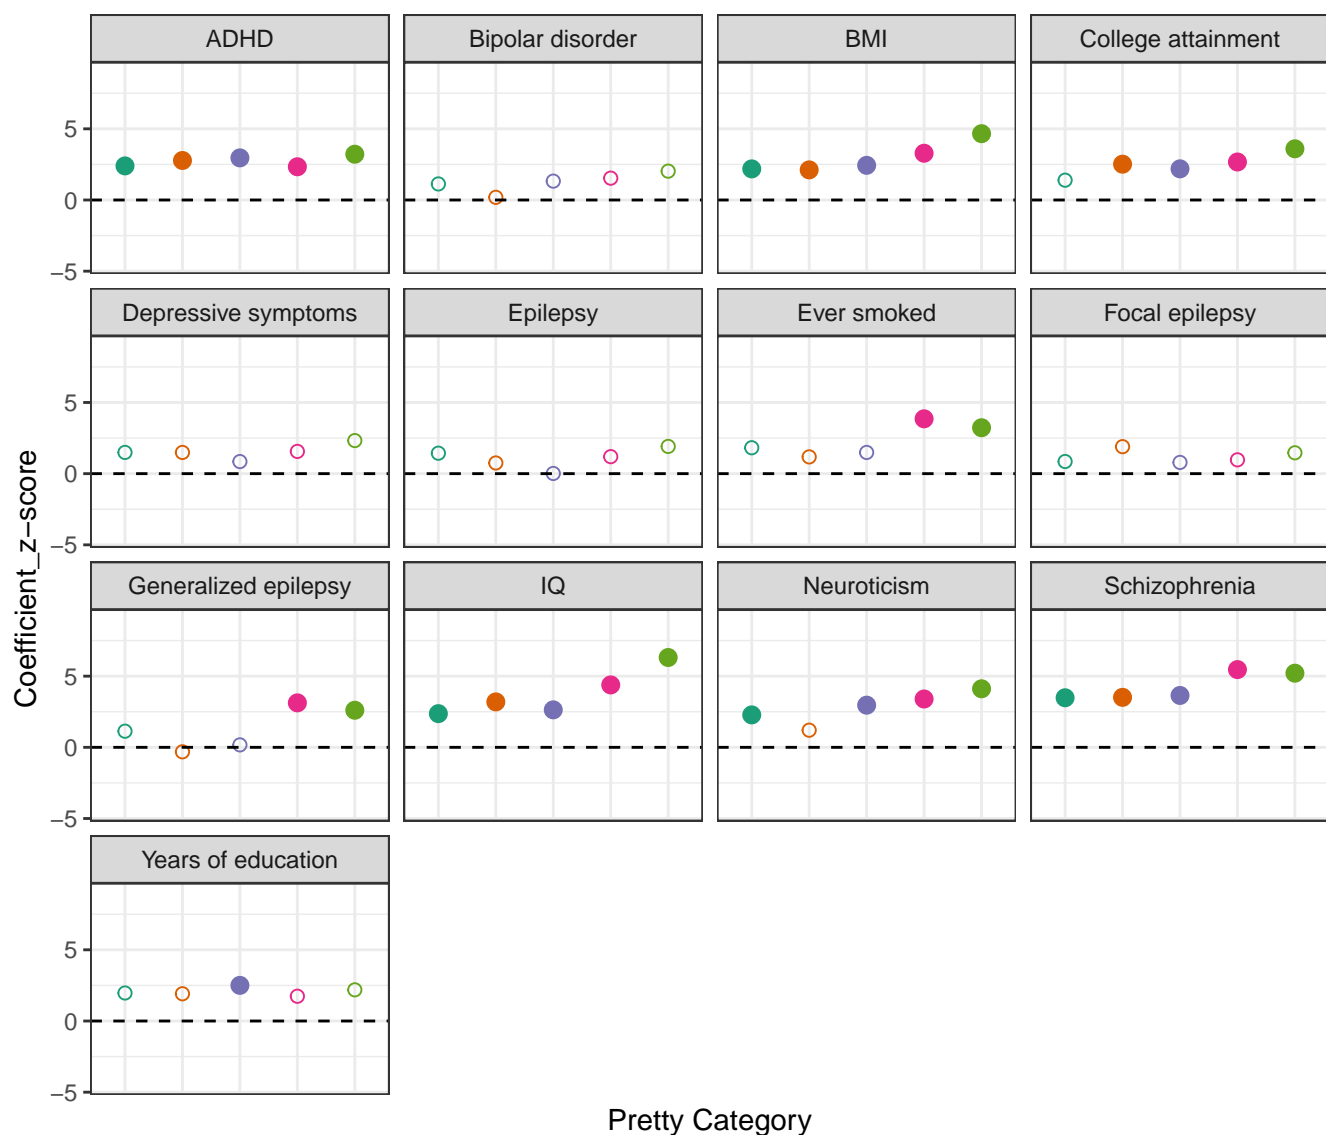 ADHD
Bipolar disorder
BMI
College attainment
5
0
−5
Depressive symptoms
Epilepsy
Ever smoked
Focal epilepsy
5
0
−5
Coefficient_z−score
Generalized epilepsy
IQ
Neuroticism
Schizophrenia
5
0
−5
Years of education
5
0
−5
Pretty Category